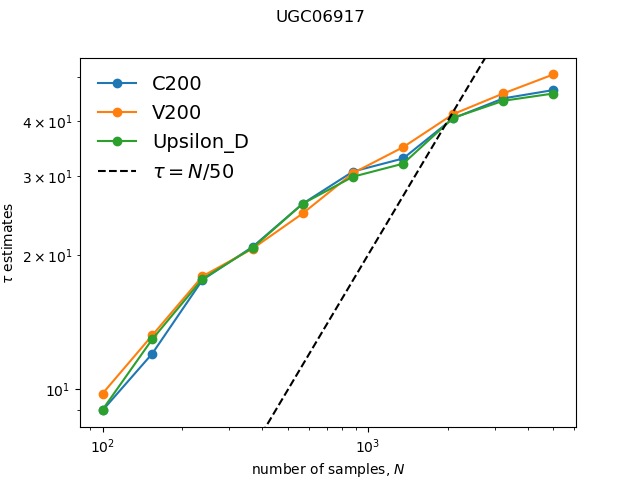 UGC06917
C200
V200
Upsilon_D
τ = N/50
4 × 10¹
3 × 10¹
2 × 10¹
10¹
τ estimates
10² 10³
number of samples, N